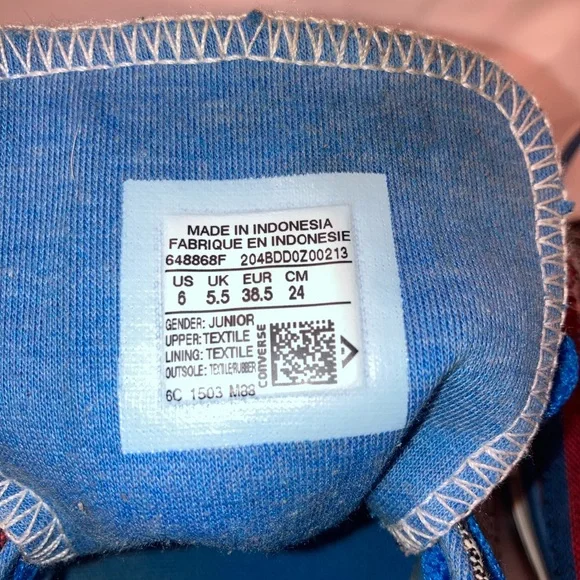 MADE IN INDONESIA
FABRIQUE EN INDONESIE
648868F 204BDD0Z00213
US UK EUR CM
6 5.5 38.5 24
GENDER: JUNIOR
UPPER: TEXTILE
LINING: TEXTILE
OUTSOLE: TEXTILE/RUBBER
6C 1503 M88
CONVERSE